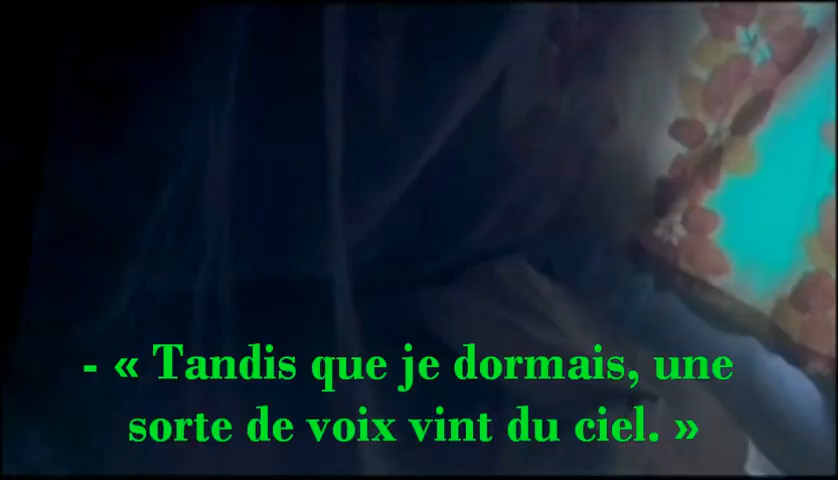 - « Tandis que je dormais, une
sorte de voix vint du ciel. »